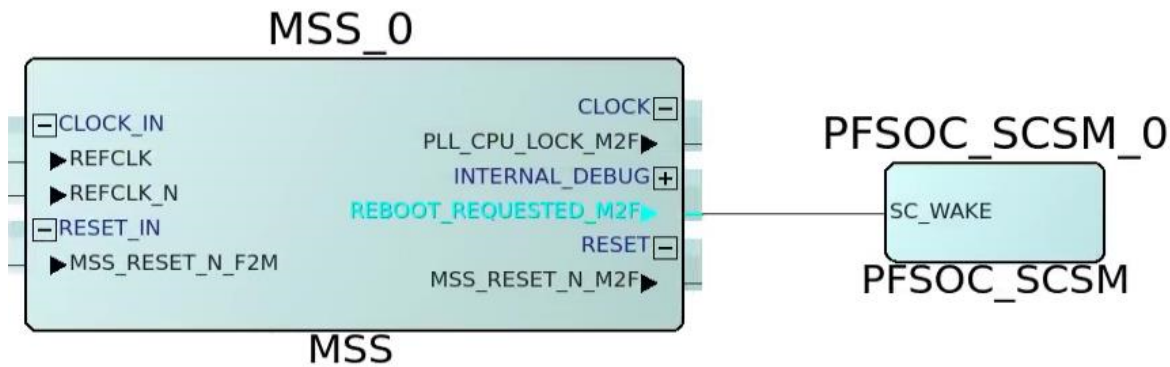 MSS_0
CLOCK_IN
REFCLK
REFCLK_N
RESET_IN
MSS_RESET_N_F2M
CLOCK
PLL_CPU_LOCK_M2F
INTERNAL_DEBUG
REBOOT_REQUESTED_M2F
RESET
MSS_RESET_N_M2F
MSS
PFSOC_SCSM_0
SC_WAKE
PFSOC_SCSM